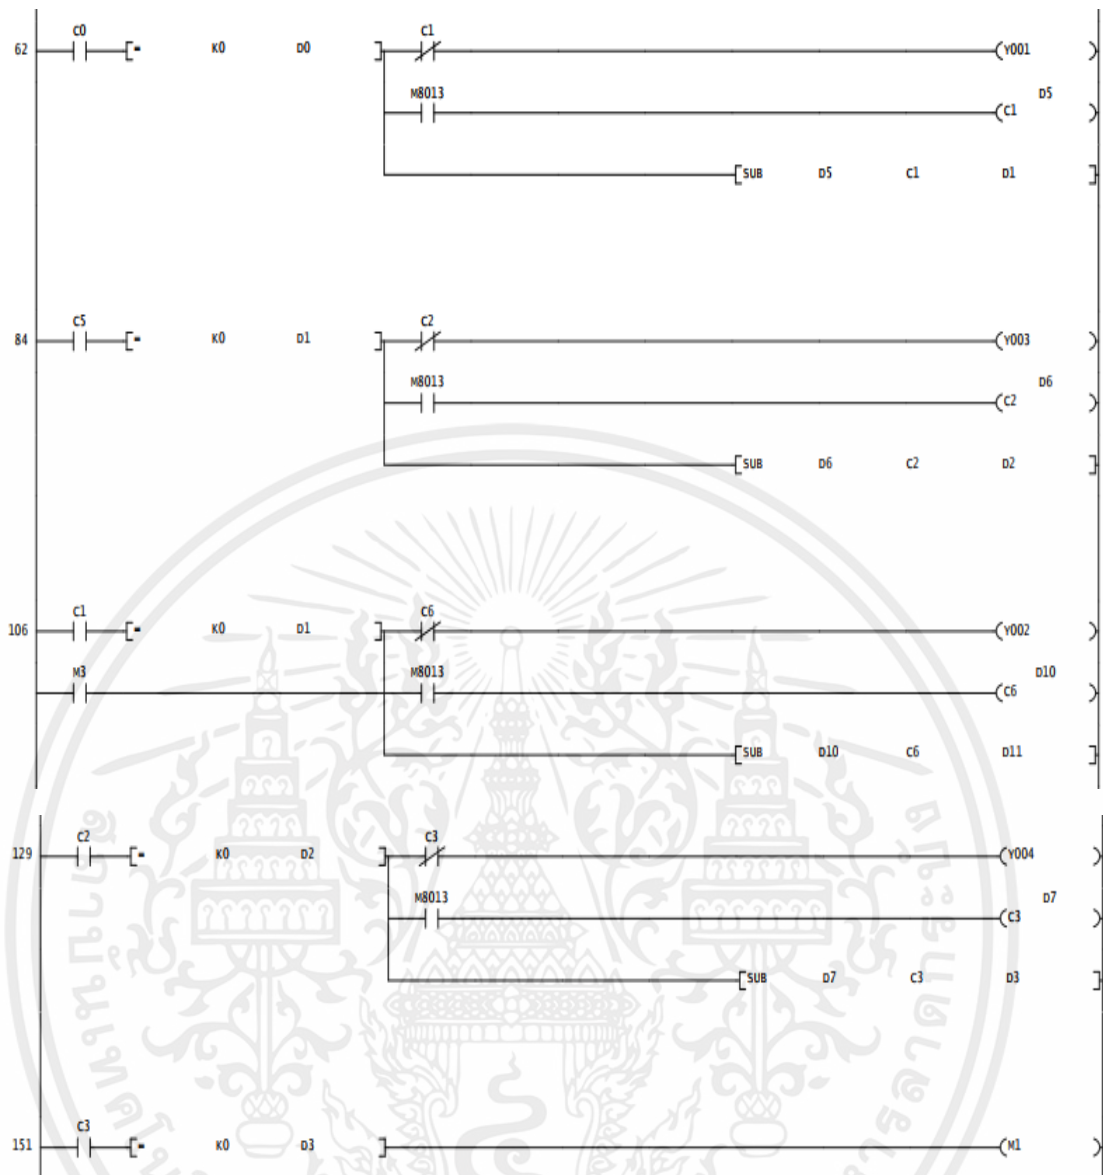 C0 C1
62 [= K0 D0 ] (Y001 )
M8013 D5
(C1 )
[SUB D5 C1 D1 ]
C5 C2
84 [= K0 D1 ] (Y003 )
M8013 D6
(C2 )
[SUB D6 C2 D2 ]
C1 C6
106 [= K0 D1 ] (Y002 )
M3 M8013 D10
(C6 )
[SUB D10 C6 D11 ]
C2 C3
129 [= K0 D2 ] (Y004 )
M8013 D7
(C3 )
[SUB D7 C3 D3 ]
C3
151 [= K0 D3 ] (M1 )